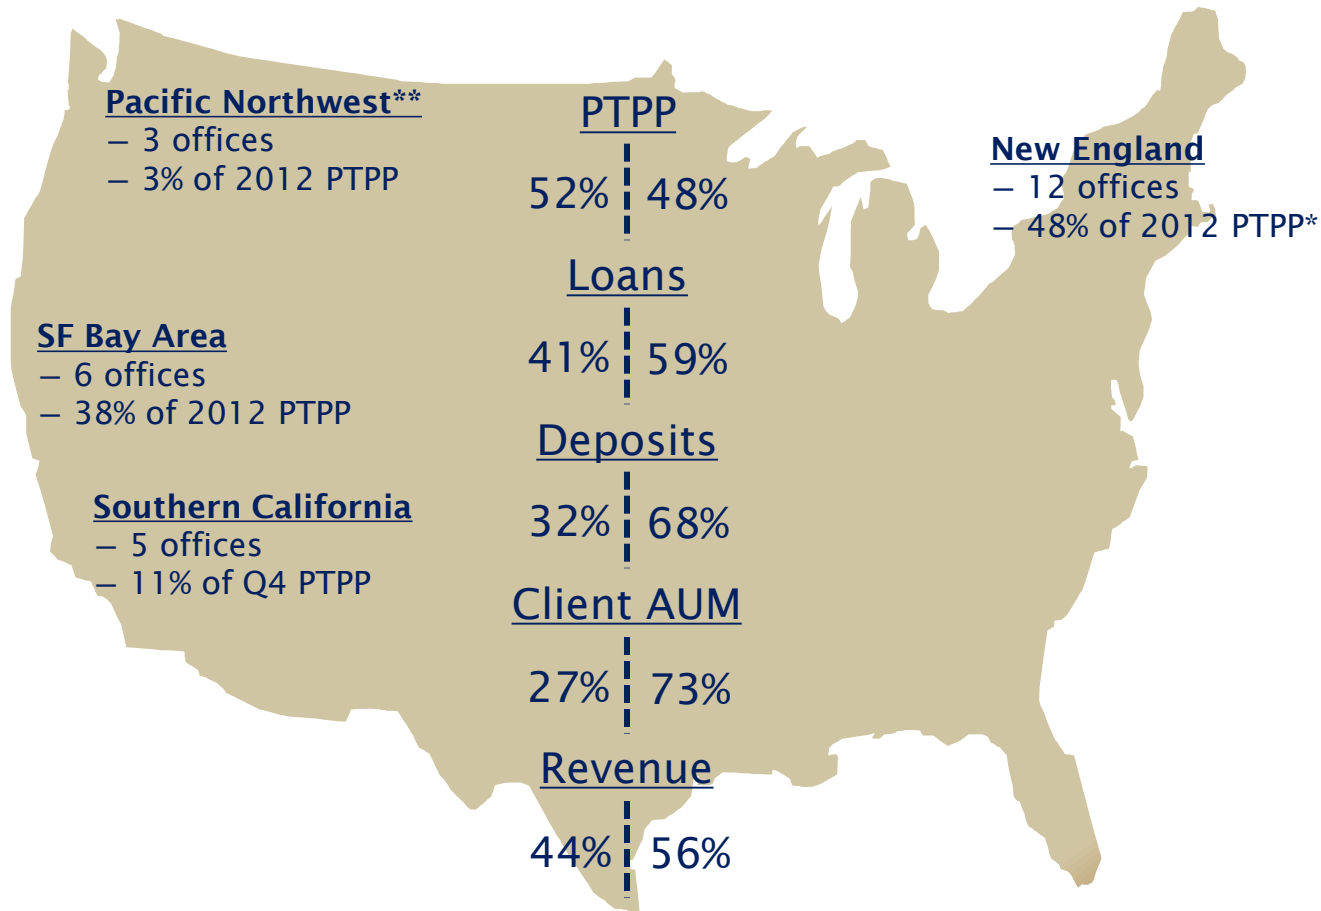 Pacific Northwest**
– 3 offices
– 3% of 2012 PTPP
SF Bay Area
– 6 offices
– 38% of 2012 PTPP
Southern California
– 5 offices
– 11% of Q4 PTPP
PTPP
52% 48%
Loans
41% 59%
Deposits
32% 68%
Client AUM
27% 73%
Revenue
44% 56%
New England
– 12 offices
– 48% of 2012 PTPP*